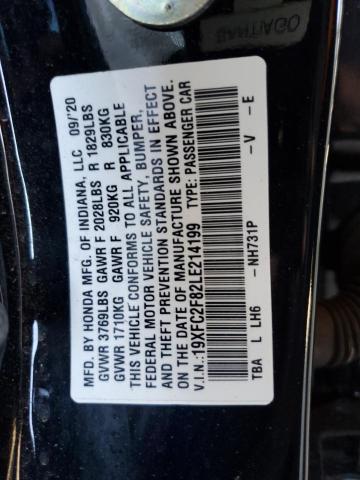 MFD. BY HONDA MFG. OF INDIANA, LLC 09/'20
GVWR 3769LBS GAWR F 2028LBS R 1829LBS
GVWR 1710KG GAWR F 920KG R 830KG
THIS VEHICLE CONFORMS TO ALL APPLICABLE
FEDERAL MOTOR VEHICLE SAFETY, BUMPER,
AND THEFT PREVENTION STANDARDS IN EFFECT
ON THE DATE OF MANUFACTURE SHOWN ABOVE.
V.I.N.:19XFC2F82LE214199 TYPE: PASSENGER CAR
TBA L LH6 -NH731P -V -E